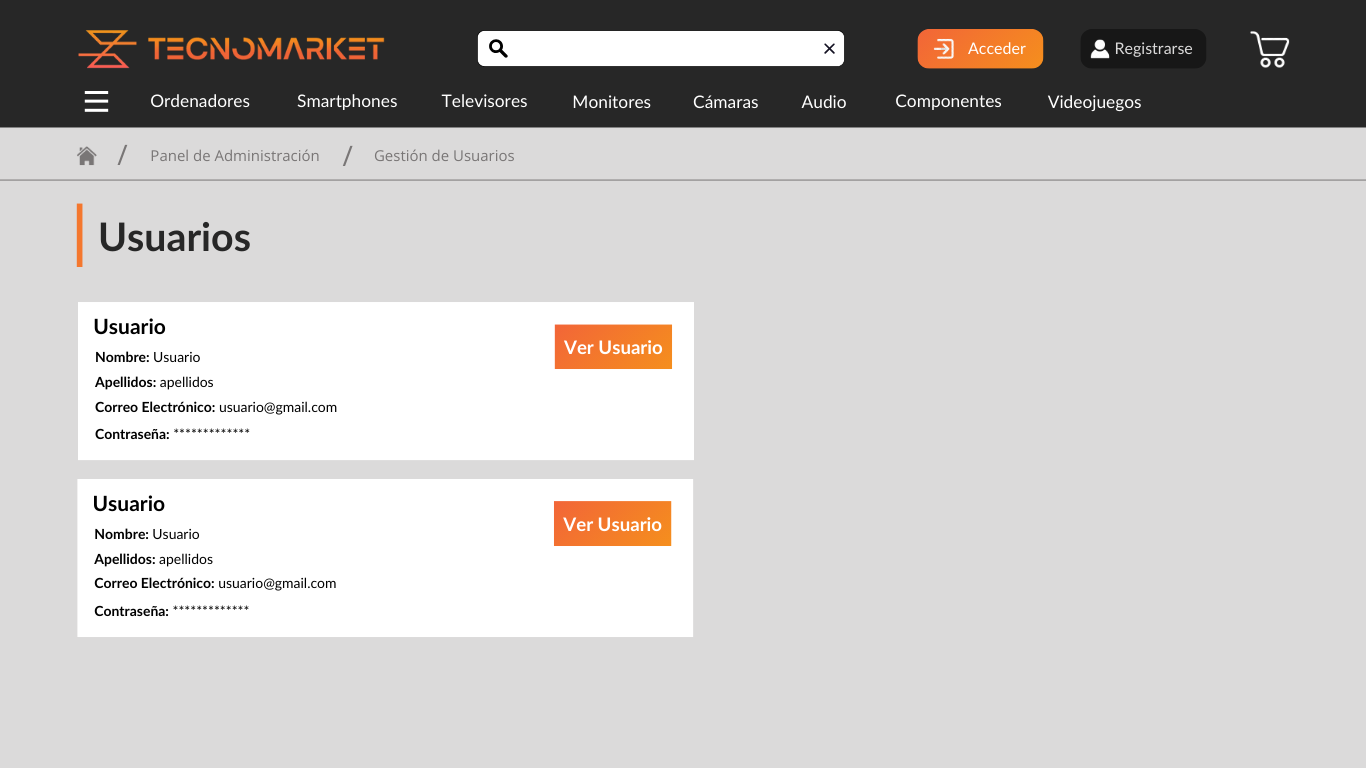 TECNOMARKET
Acceder
Registrarse
Ordenadores Smartphones Televisores Monitores Cámaras Audio Componentes Videojuegos
/ Panel de Administración / Gestión de Usuarios
Usuarios
Usuario
Ver Usuario
Nombre: Usuario
Apellidos: apellidos
Correo Electrónico: usuario@gmail.com
Contraseña: *************
Usuario
Ver Usuario
Nombre: Usuario
Apellidos: apellidos
Correo Electrónico: usuario@gmail.com
Contraseña: *************